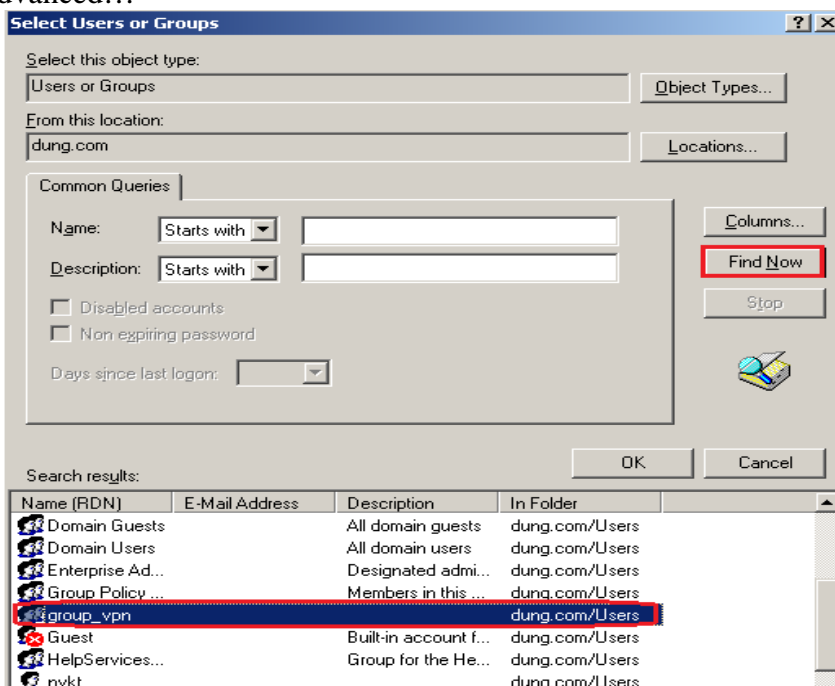 Select Users or Groups
Select this object type:
Users or Groups
Object Types...
From this location:
dung.com
Locations...
Common Queries
Name: Starts with
Columns...
Description: Starts with
Find Now
Disabled accounts
Stop
Non expiring password
Days since last logon:
OK
Cancel
Search results:
Name (RDN) E-Mail Address Description In Folder
Domain Guests All domain guests dung.com/Users
Domain Users All domain users dung.com/Users
Enterprise Ad... Designated admi... dung.com/Users
Group Policy ... Members in this ... dung.com/Users
group_vpn dung.com/Users
Guest Built-in account f... dung.com/Users
HelpServices... Group for the He... dung.com/Users
nvkt dung.com/Users